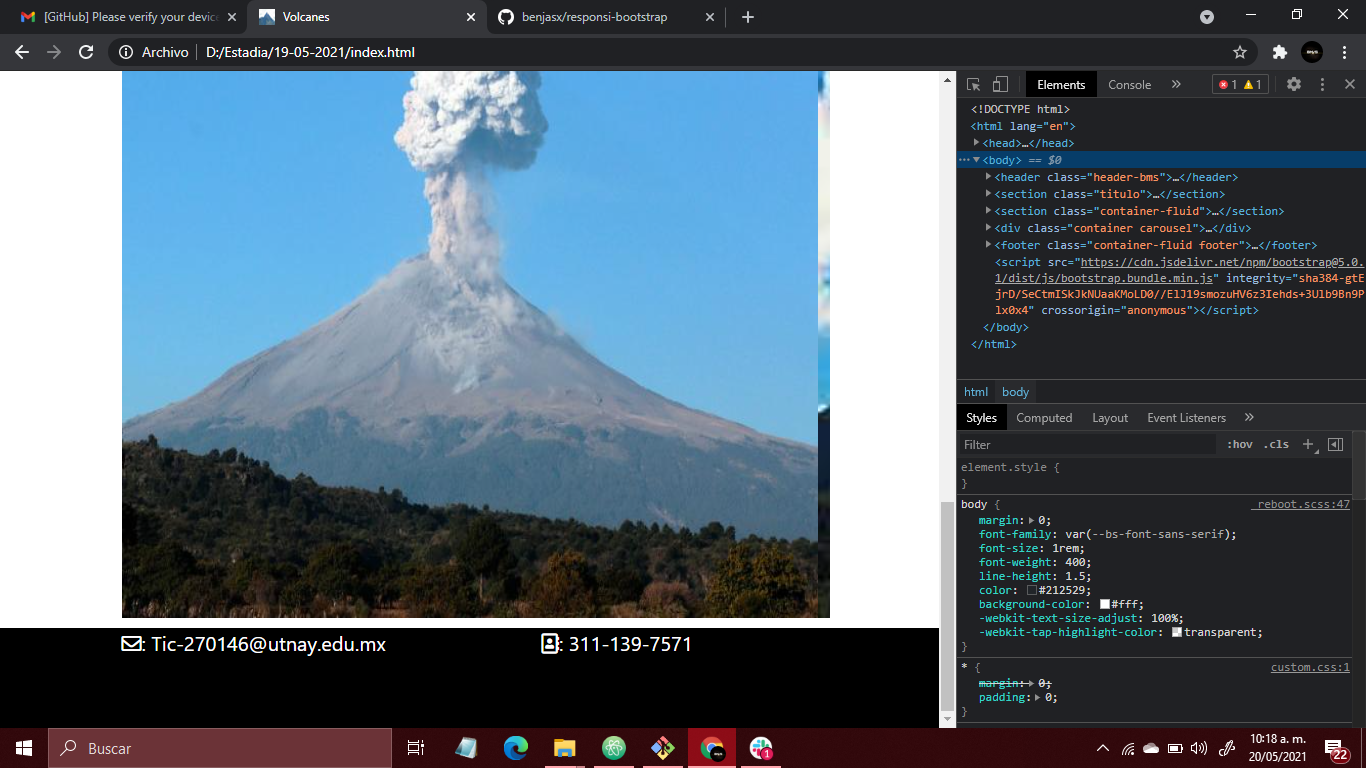 [GitHub] Please verify your device
Volcanes
benjasx/responsi-bootstrap
Archivo
D:/Estadia/19-05-2021/index.html
: Tic-270146@utnay.edu.mx
: 311-139-7571
Elements
Console
»
1
1
<!DOCTYPE html>
<html lang="en">
<head>…</head>
<body> == $0
<header class="header-bms">…</header>
<section class="titulo">…</section>
<section class="container-fluid">…</section>
<div class="container carousel">…</div>
<footer class="container-fluid footer">…</footer>
<script src="https://cdn.jsdelivr.net/npm/bootstrap@5.0.
1/dist/js/bootstrap.bundle.min.js" integrity="sha384-gtE
jrD/SeCtmISkJkNUaaKMoLD0//ElJ19smozuHV6z3Iehds+3Ulb9Bn9P
lx0x4" crossorigin="anonymous"></script>
</body>
</html>
html body
Styles
Computed
Layout
Event Listeners
»
Filter
:hov
.cls
element.style {
}
body {
_reboot.scss:47
margin: 0;
font-family: var(--bs-font-sans-serif);
font-size: 1rem;
font-weight: 400;
line-height: 1.5;
color: #212529;
background-color: #fff;
-webkit-text-size-adjust: 100%;
-webkit-tap-highlight-color: transparent;
}
* {
custom.css:1
margin: 0;
padding: 0;
}
Buscar
1
10:18 a. m.
20/05/2021
22